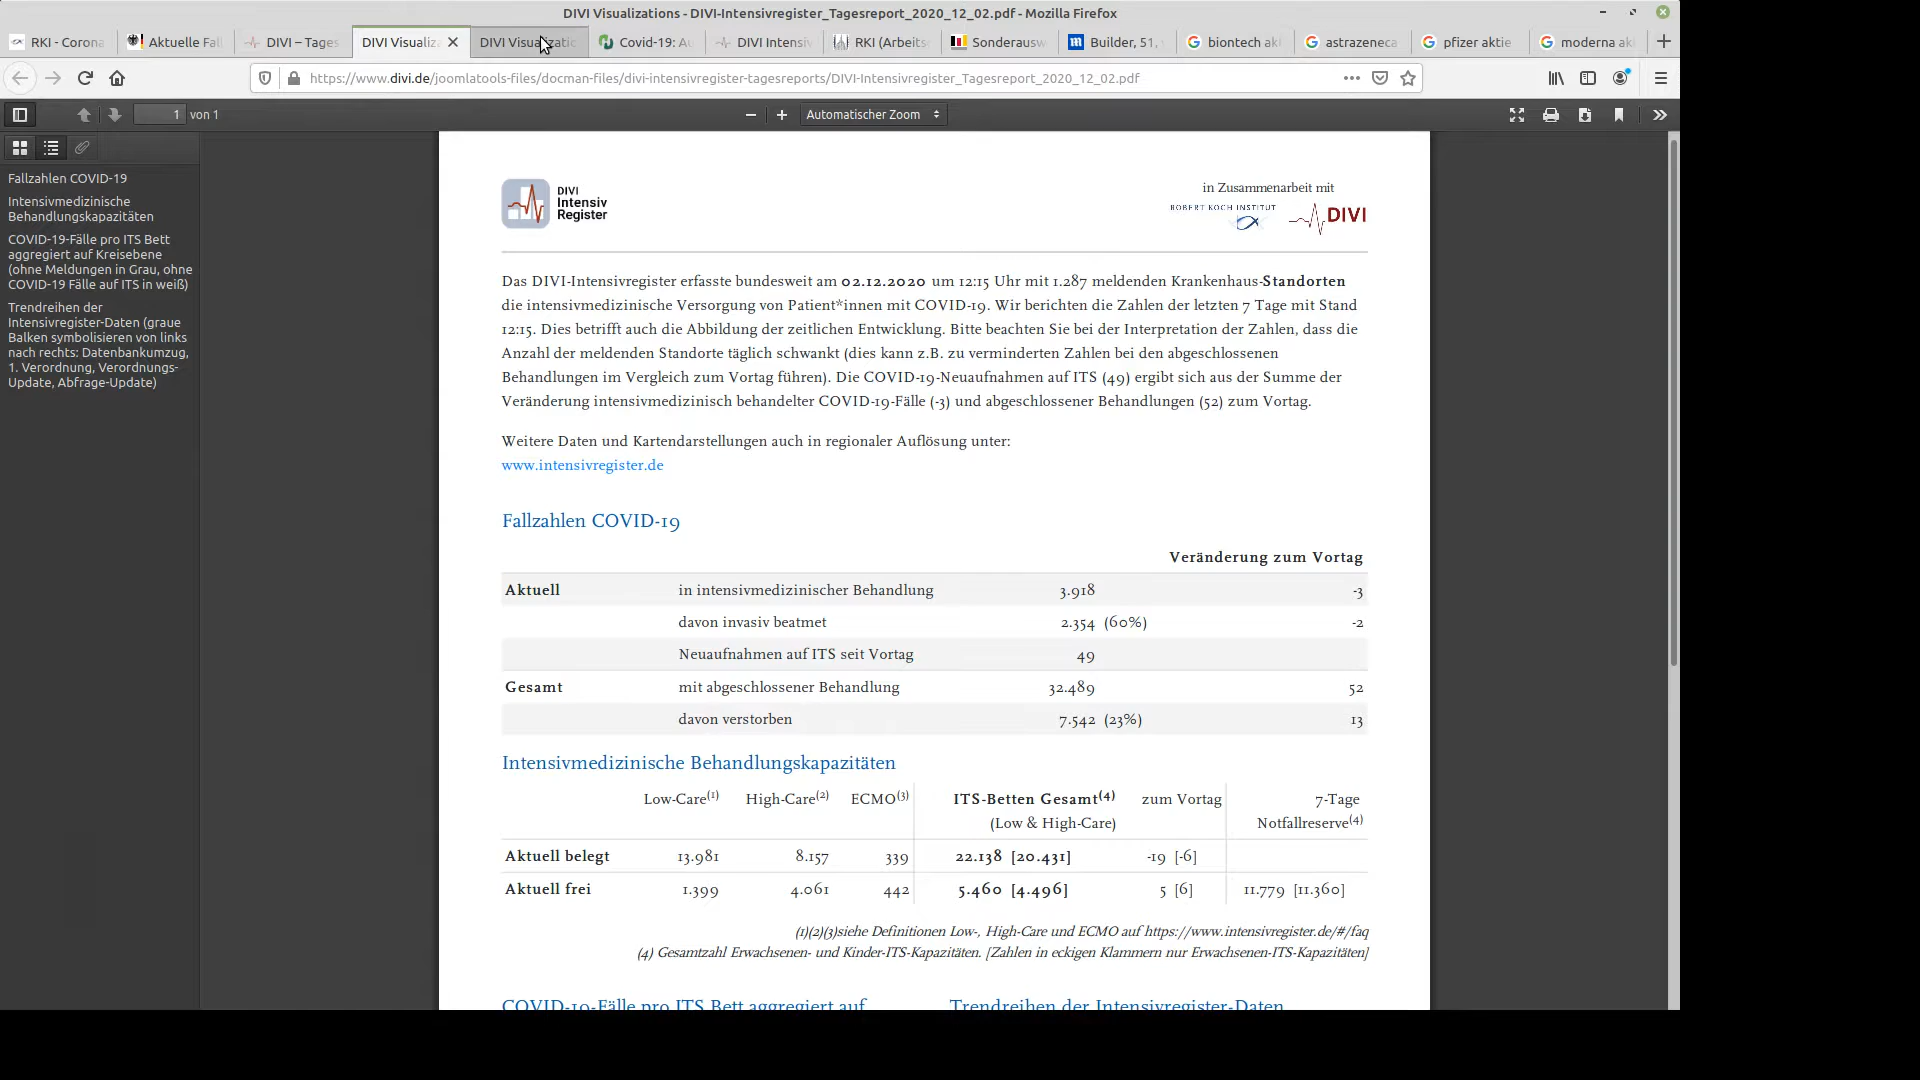 DIVI Visualizations - DIVI-Intensivregister_Tagesreport_2020_12_02.pdf - Mozilla Firefox
RKI - Corona
Aktuelle Fal
DIVI – Tages
DIVI Visualiza
DIVI Visualizatio
Covid-19: Au
DIVI Intensiv
RKI (Arbeits
Sonderausw
Builder, 51,
biontech akt
astrazeneca
pfizer aktie
moderna akt
https://www.divi.de/joomlatools-files/docman-files/divi-intensivregister-tagesreports/DIVI-Intensivregister_Tagesreport_2020_12_02.pdf
1 von 1
Automatischer Zoom
Fallzahlen COVID-19
Intensivmedizinische
Behandlungskapazitäten
COVID-19-Fälle pro ITS Bett
aggregiert auf Kreisebene
(ohne Meldungen in Grau, ohne
COVID-19 Fälle auf ITS in weiß)
Trendreihen der
Intensivregister-Daten (graue
Balken symbolisieren von links
nach rechts: Datenbankumzug,
1. Verordnung, Verordnungs-
Update, Abfrage-Update)
DIVI
Intensiv
Register
in Zusammenarbeit mit
ROBERT KOCH INSTITUT
DIVI
Das DIVI-Intensivregister erfasste bundesweit am 02.12.2020 um 12:15 Uhr mit 1.287 meldenden Krankenhaus-Standorten
die intensivmedizinische Versorgung von Patient*innen mit COVID-19. Wir berichten die Zahlen der letzten 7 Tage mit Stand
12:15. Dies betrifft auch die Abbildung der zeitlichen Entwicklung. Bitte beachten Sie bei der Interpretation der Zahlen, dass die
Anzahl der meldenden Standorte täglich schwankt (dies kann z.B. zu verminderten Zahlen bei den abgeschlossenen
Behandlungen im Vergleich zum Vortag führen). Die COVID-19-Neuaufnahmen auf ITS (49) ergibt sich aus der Summe der
Veränderung intensivmedizinisch behandelter COVID-19-Fälle (-3) und abgeschlossener Behandlungen (52) zum Vortag.
Weitere Daten und Kartendarstellungen auch in regionaler Auflösung unter:
www.intensivregister.de
Fallzahlen COVID-19
Veränderung zum Vortag
Aktuell in intensivmedizinischer Behandlung 3.918 -3
davon invasiv beatmet 2.354 (60%) -2
Neuaufnahmen auf ITS seit Vortag 49
Gesamt mit abgeschlossener Behandlung 32.489 52
davon verstorben 7.542 (23%) 13
Intensivmedizinische Behandlungskapazitäten
Low-Care(1) High-Care(2) ECMO(3) ITS-Betten Gesamt(4) zum Vortag 7-Tage
(Low & High-Care) Notfallreserve(4)
Aktuell belegt 13.981 8.157 339 22.138 [20.431] -19 [-6]
Aktuell frei 1.399 4.061 442 5.460 [4.496] 5 [6] 11.779 [11.360]
(1)(2)(3)siehe Definitionen Low-, High-Care und ECMO auf https://www.intensivregister.de/#/faq
(4) Gesamtzahl Erwachsenen- und Kinder-ITS-Kapazitäten. [Zahlen in eckigen Klammern nur Erwachsenen-ITS-Kapazitäten]
COVID-19-Fälle pro ITS Bett aggregiert auf
Trendreihen der Intensivregister-Daten